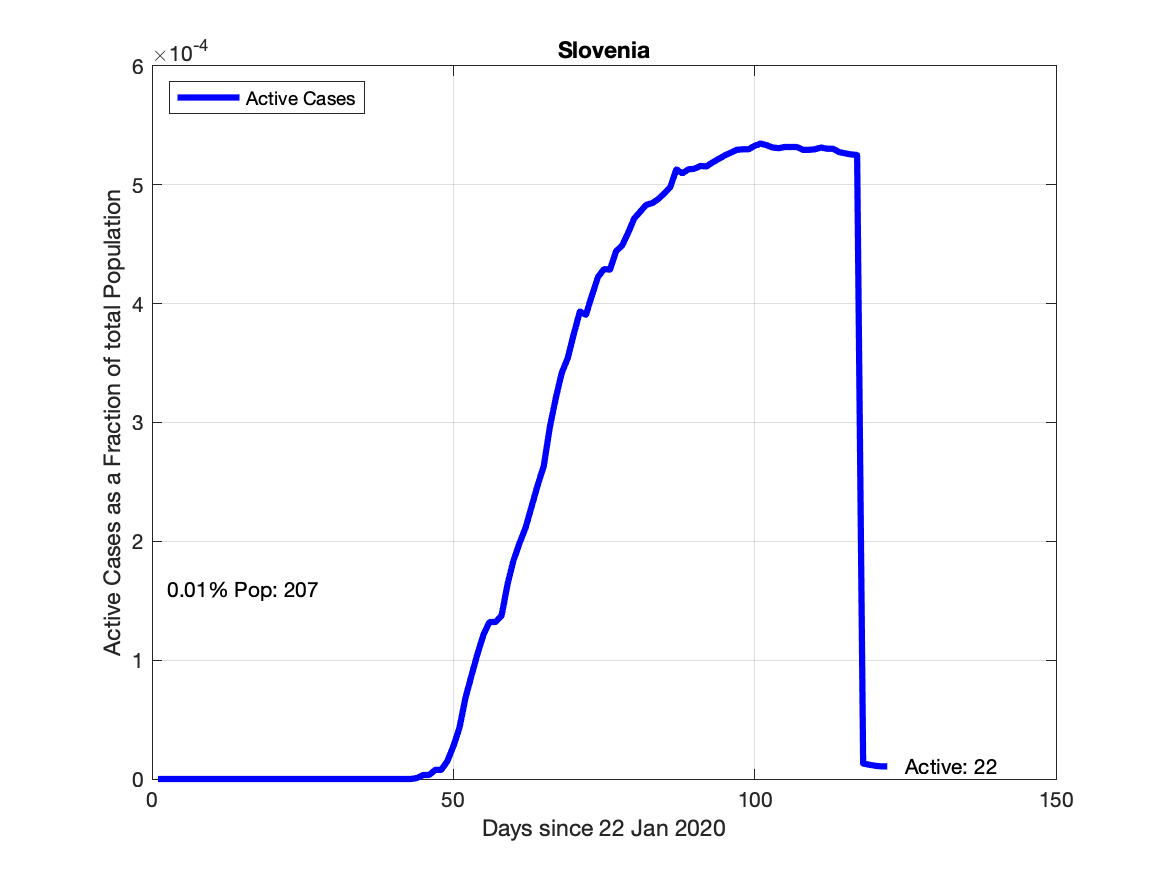 Slovenia
×10⁻⁴
Active Cases
6
5
4
3
2
1
0
Active Cases as a Fraction of total Population
0.01% Pop: 207
Active: 22
0 50 100 150
Days since 22 Jan 2020